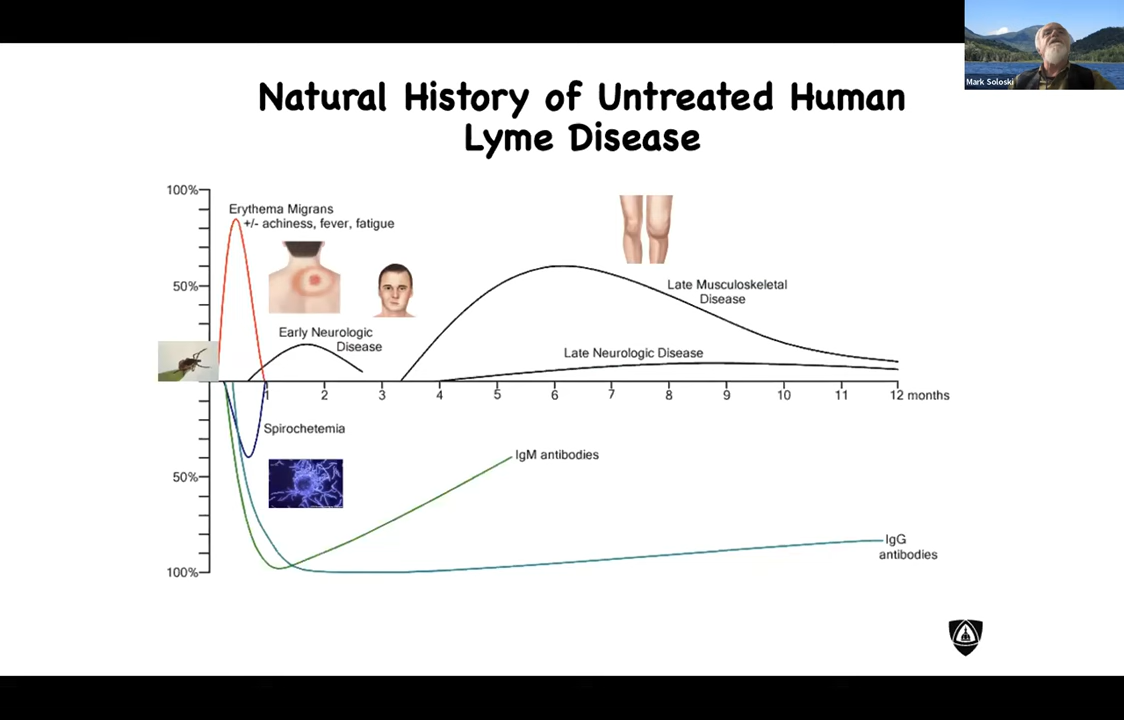 Mark Soloski
Natural History of Untreated Human
Lyme Disease
100%
Erythema Migrans
+/- achiness, fever, fatigue
50%
Late Musculoskeletal
Disease
Early Neurologic
Disease
Late Neurologic Disease
1 2 3 4 5 6 7 8 9 10 11 12 months
Spirochetemia
IgM antibodies
50%
IgG
antibodies
100%